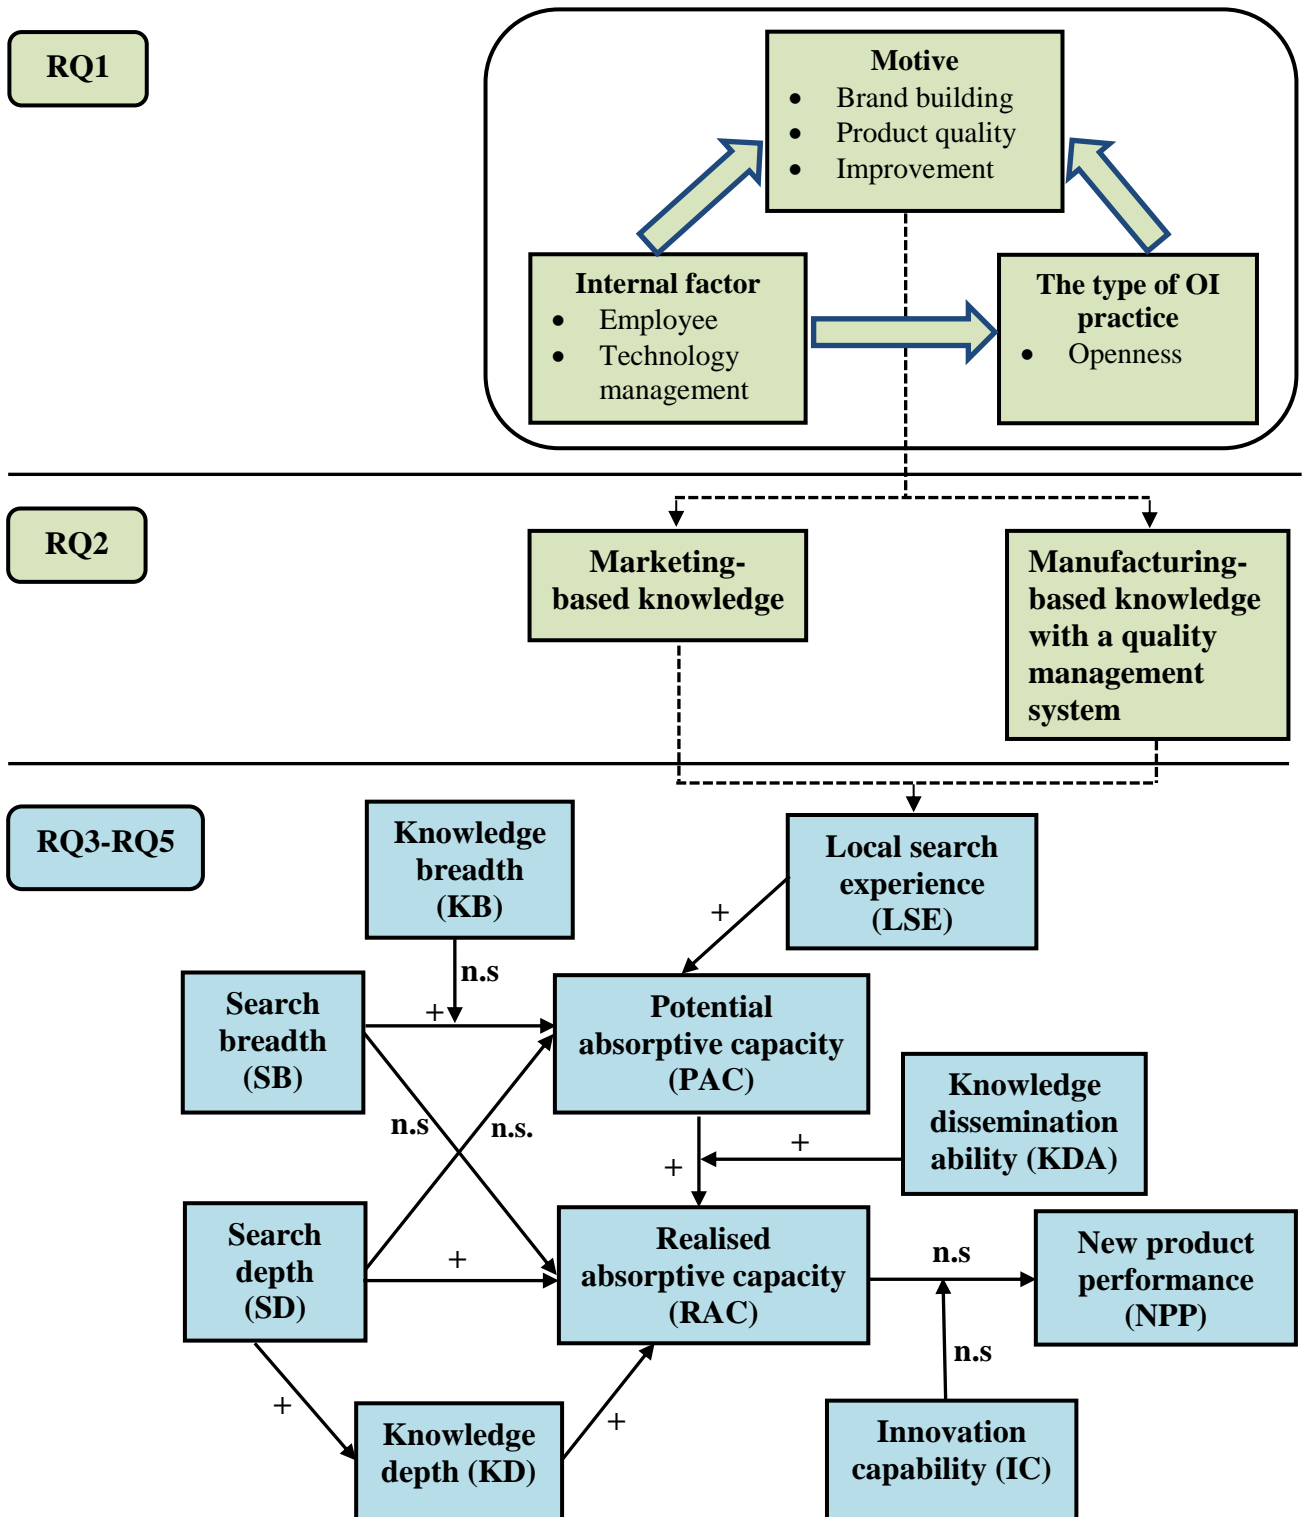 RQ1
Motive
• Brand building
• Product quality
• Improvement
Internal factor
• Employee
• Technology
management
The type of OI
practice
• Openness
RQ2
Marketing-
based knowledge
Manufacturing-
based knowledge
with a quality
management
system
RQ3-RQ5
Knowledge
breadth
(KB)
Local search
experience
(LSE)
+
n.s
Search
breadth
(SB)
+
Potential
absorptive capacity
(PAC)
Knowledge
dissemination
ability (KDA)
n.s
n.s.
+
+
Search
depth
(SD)
+
Realised
absorptive capacity
(RAC)
n.s
New product
performance
(NPP)
n.s
+
+
Knowledge
depth (KD)
Innovation
capability (IC)